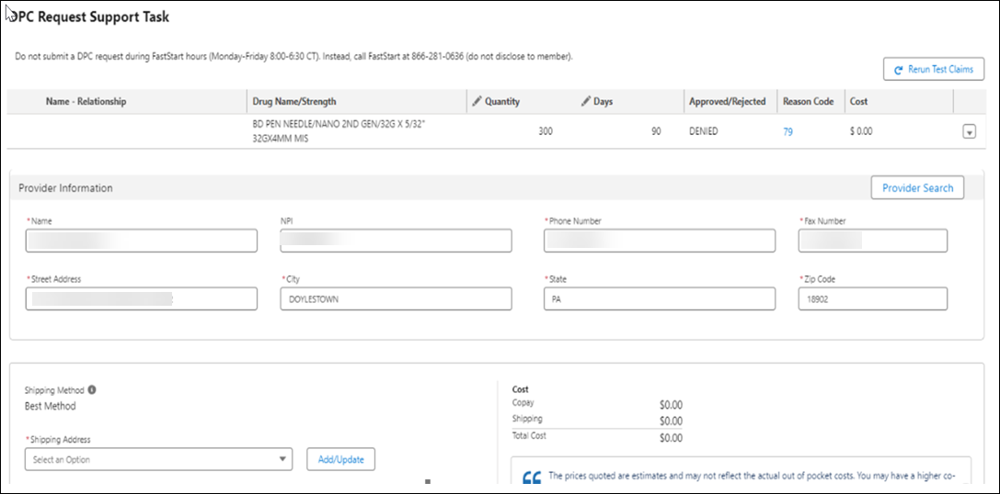 DPC Request Support Task
Do not submit a DPC request during FastStart hours (Monday-Friday 8:00-6:30 CT). Instead, call FastStart at 866-281-0636 (do not disclose to member).
Rerun Test Claims
Name - Relationship Drug Name/Strength Quantity Days Approved/Rejected Reason Code Cost
BD PEN NEEDLE/NANO 2ND GEN/32G X 5/32" 300 90 DENIED 79 $ 0.00
32GX4MM MIS
Provider Information Provider Search
*Name NPI *Phone Number *Fax Number
*Street Address *City *State *Zip Code
DOYLESTOWN PA 18902
Shipping Method
Best Method
*Shipping Address
Select an Option Add/Update
Cost
Copay $0.00
Shipping $0.00
Total Cost $0.00
The prices quoted are estimates and may not reflect the actual out of pocket costs. You may have a higher co-